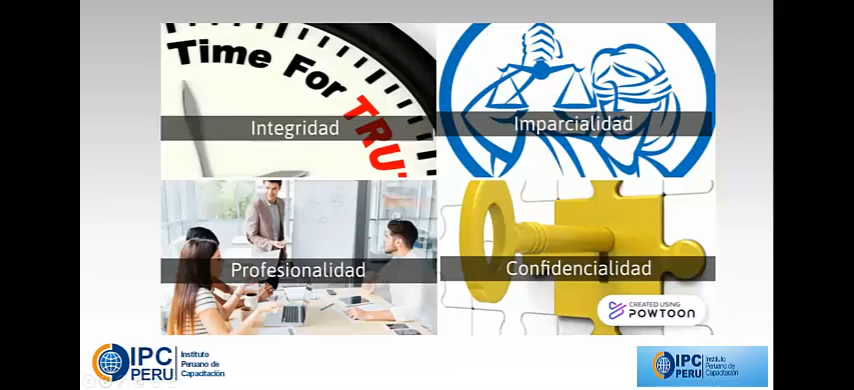 Time For
TRU
Integridad
Imparcialidad
Profesionalidad
Confidencialidad
CREATED USING
POWTOON
IPC
PERU
Instituto
Peruano de
Capacitación
IPC
PERU
Instituto
Peruano de
Capacitación